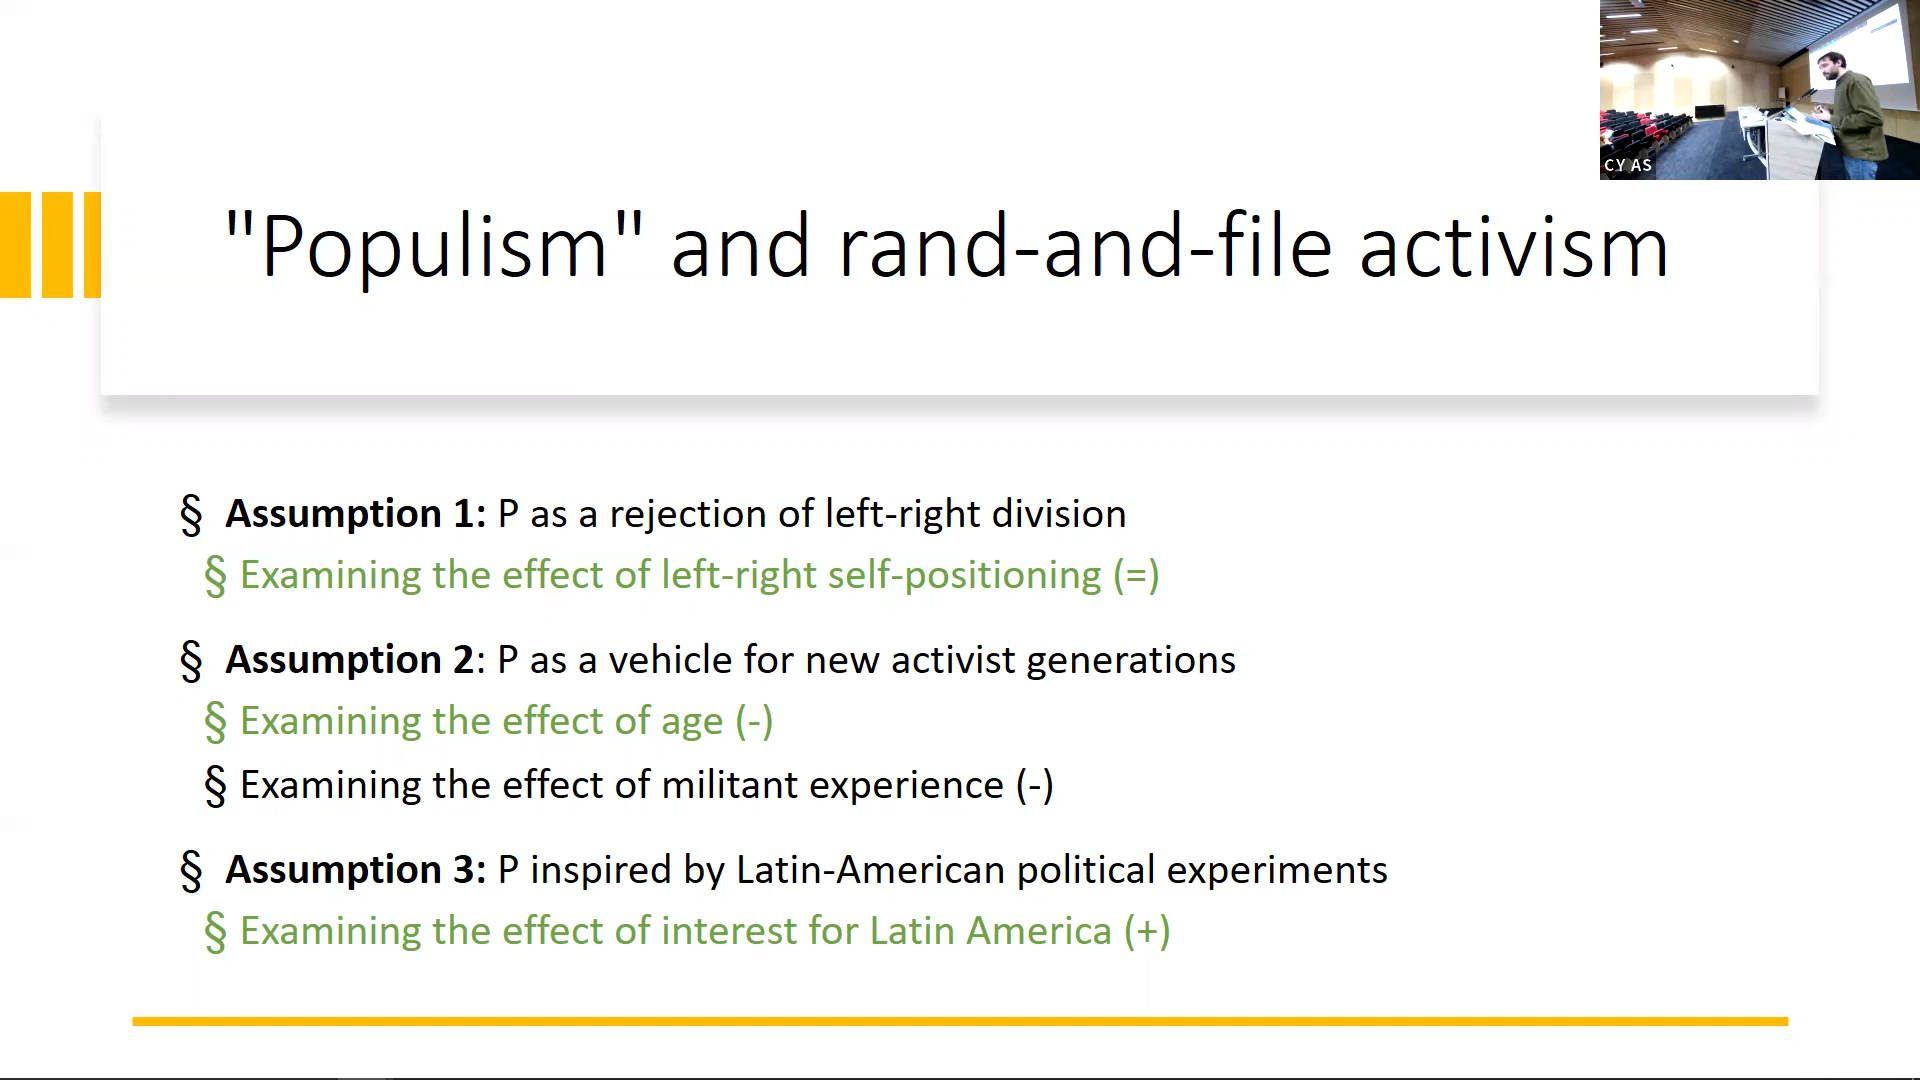 CY AS
"Populism" and rand-and-file activism
§ Assumption 1: P as a rejection of left-right division
§ Examining the effect of left-right self-positioning (=)
§ Assumption 2: P as a vehicle for new activist generations
§ Examining the effect of age (-)
§ Examining the effect of militant experience (-)
§ Assumption 3: P inspired by Latin-American political experiments
§ Examining the effect of interest for Latin America (+)